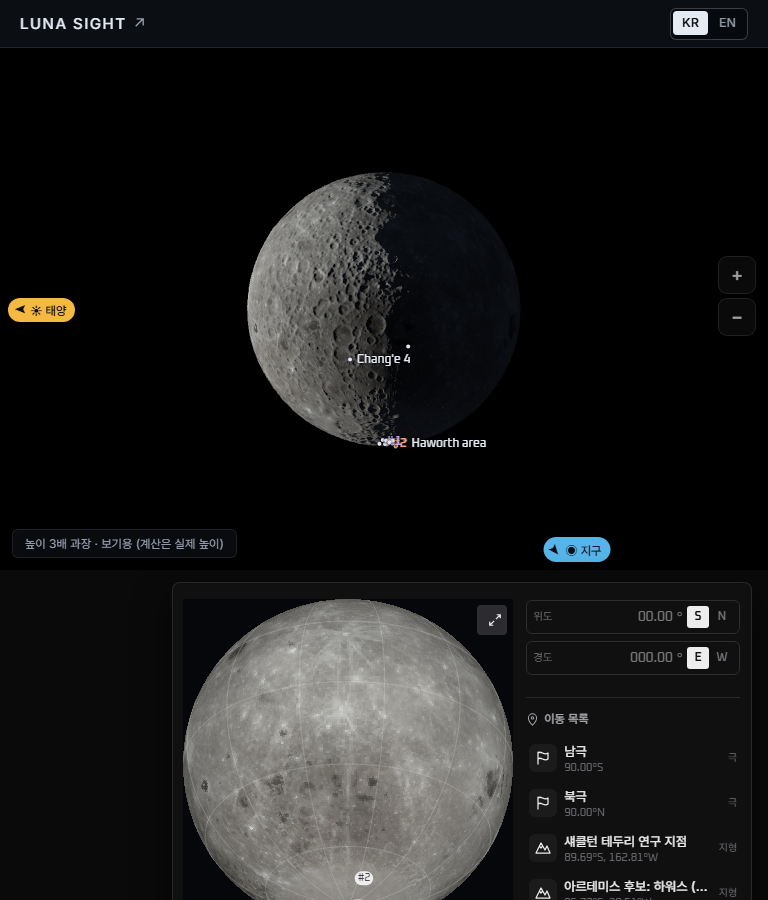 LUNA SIGHT
KR EN
+
☀ 태양
−
Chang'e 4
#2 Haworth area
높이 3배 과장 · 보기용 (계산은 실제 높이)
◉ 지구
위도 00.00 ° S N
경도 000.00 ° E W
이동 목록
남극 극
90.00°S
북극 극
90.00°N
섀클턴 테두리 연구 지점 지형
89.69°S, 162.81°W
아르테미스 후보: 하워스 (... 지형
#2